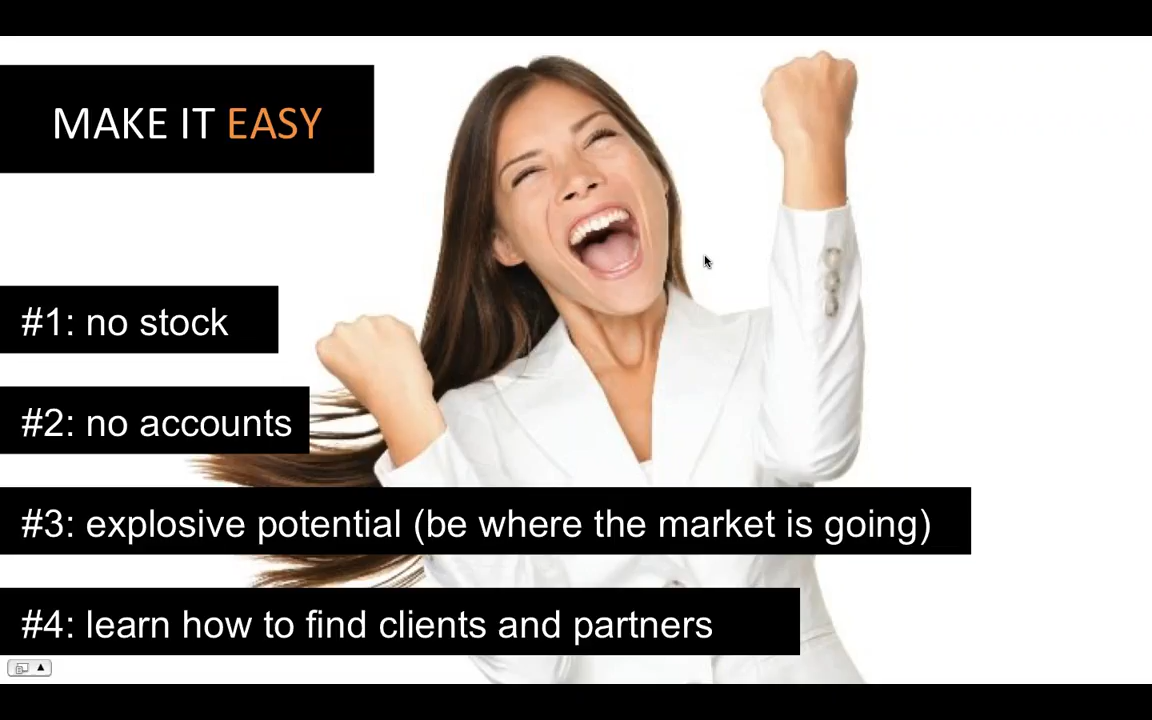 MAKE IT EASY
#1: no stock
#2: no accounts
#3: explosive potential (be where the market is going)
#4: learn how to find clients and partners